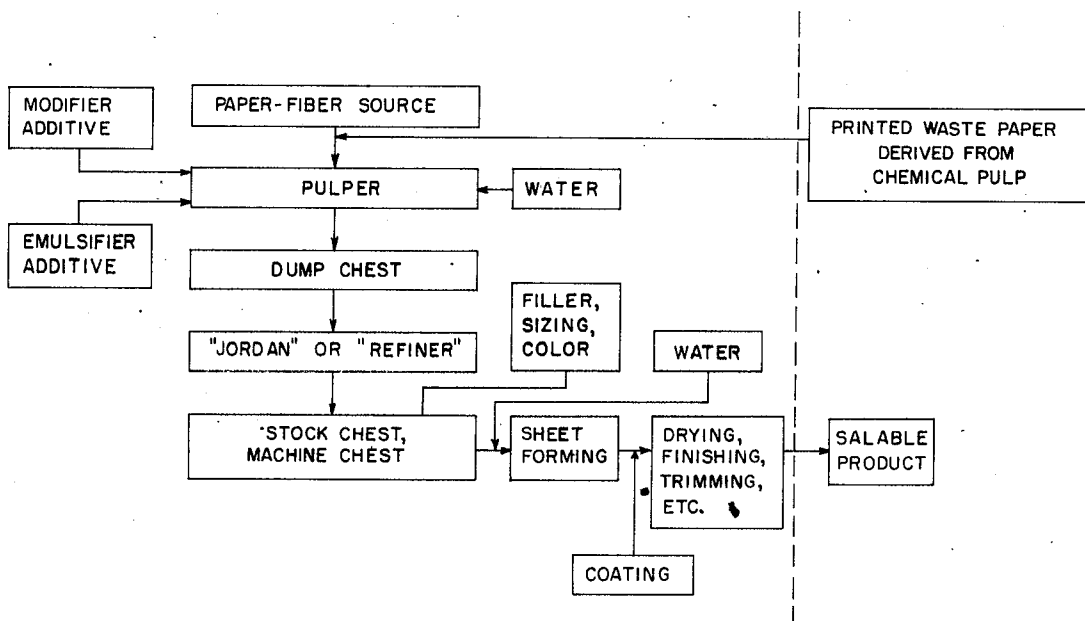 MODIFIER
ADDITIVE
PAPER-FIBER SOURCE
PRINTED WASTE PAPER
DERIVED FROM
CHEMICAL PULP
PULPER
WATER
EMULSIFIER
ADDITIVE
DUMP CHEST
FILLER,
SIZING,
COLOR
"JORDAN" OR "REFINER"
WATER
STOCK CHEST,
MACHINE CHEST
SHEET
FORMING
DRYING,
FINISHING,
TRIMMING,
ETC.
SALABLE
PRODUCT
COATING